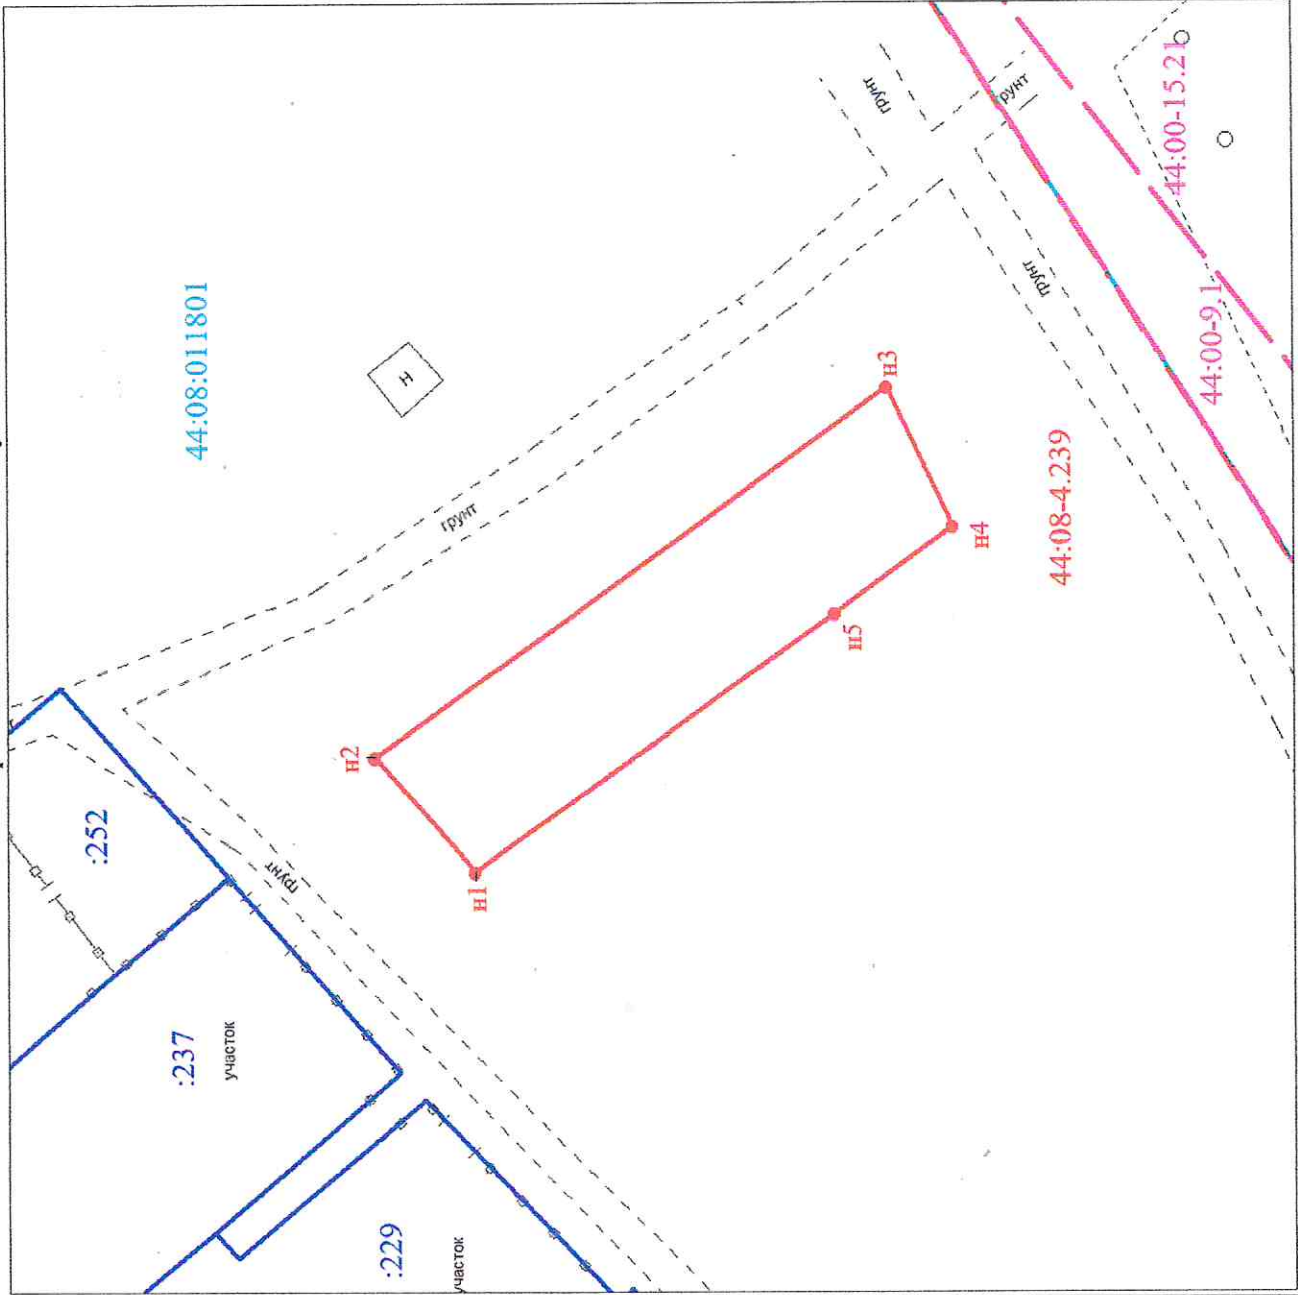 44:08:011801
грунт
грунт
44:00-15.21
44:00-9.1
грунт
н
грунт
н3
н4
44:08-4.239
н5
н2
н1
:252
грунт
:237
участок
:229
участок